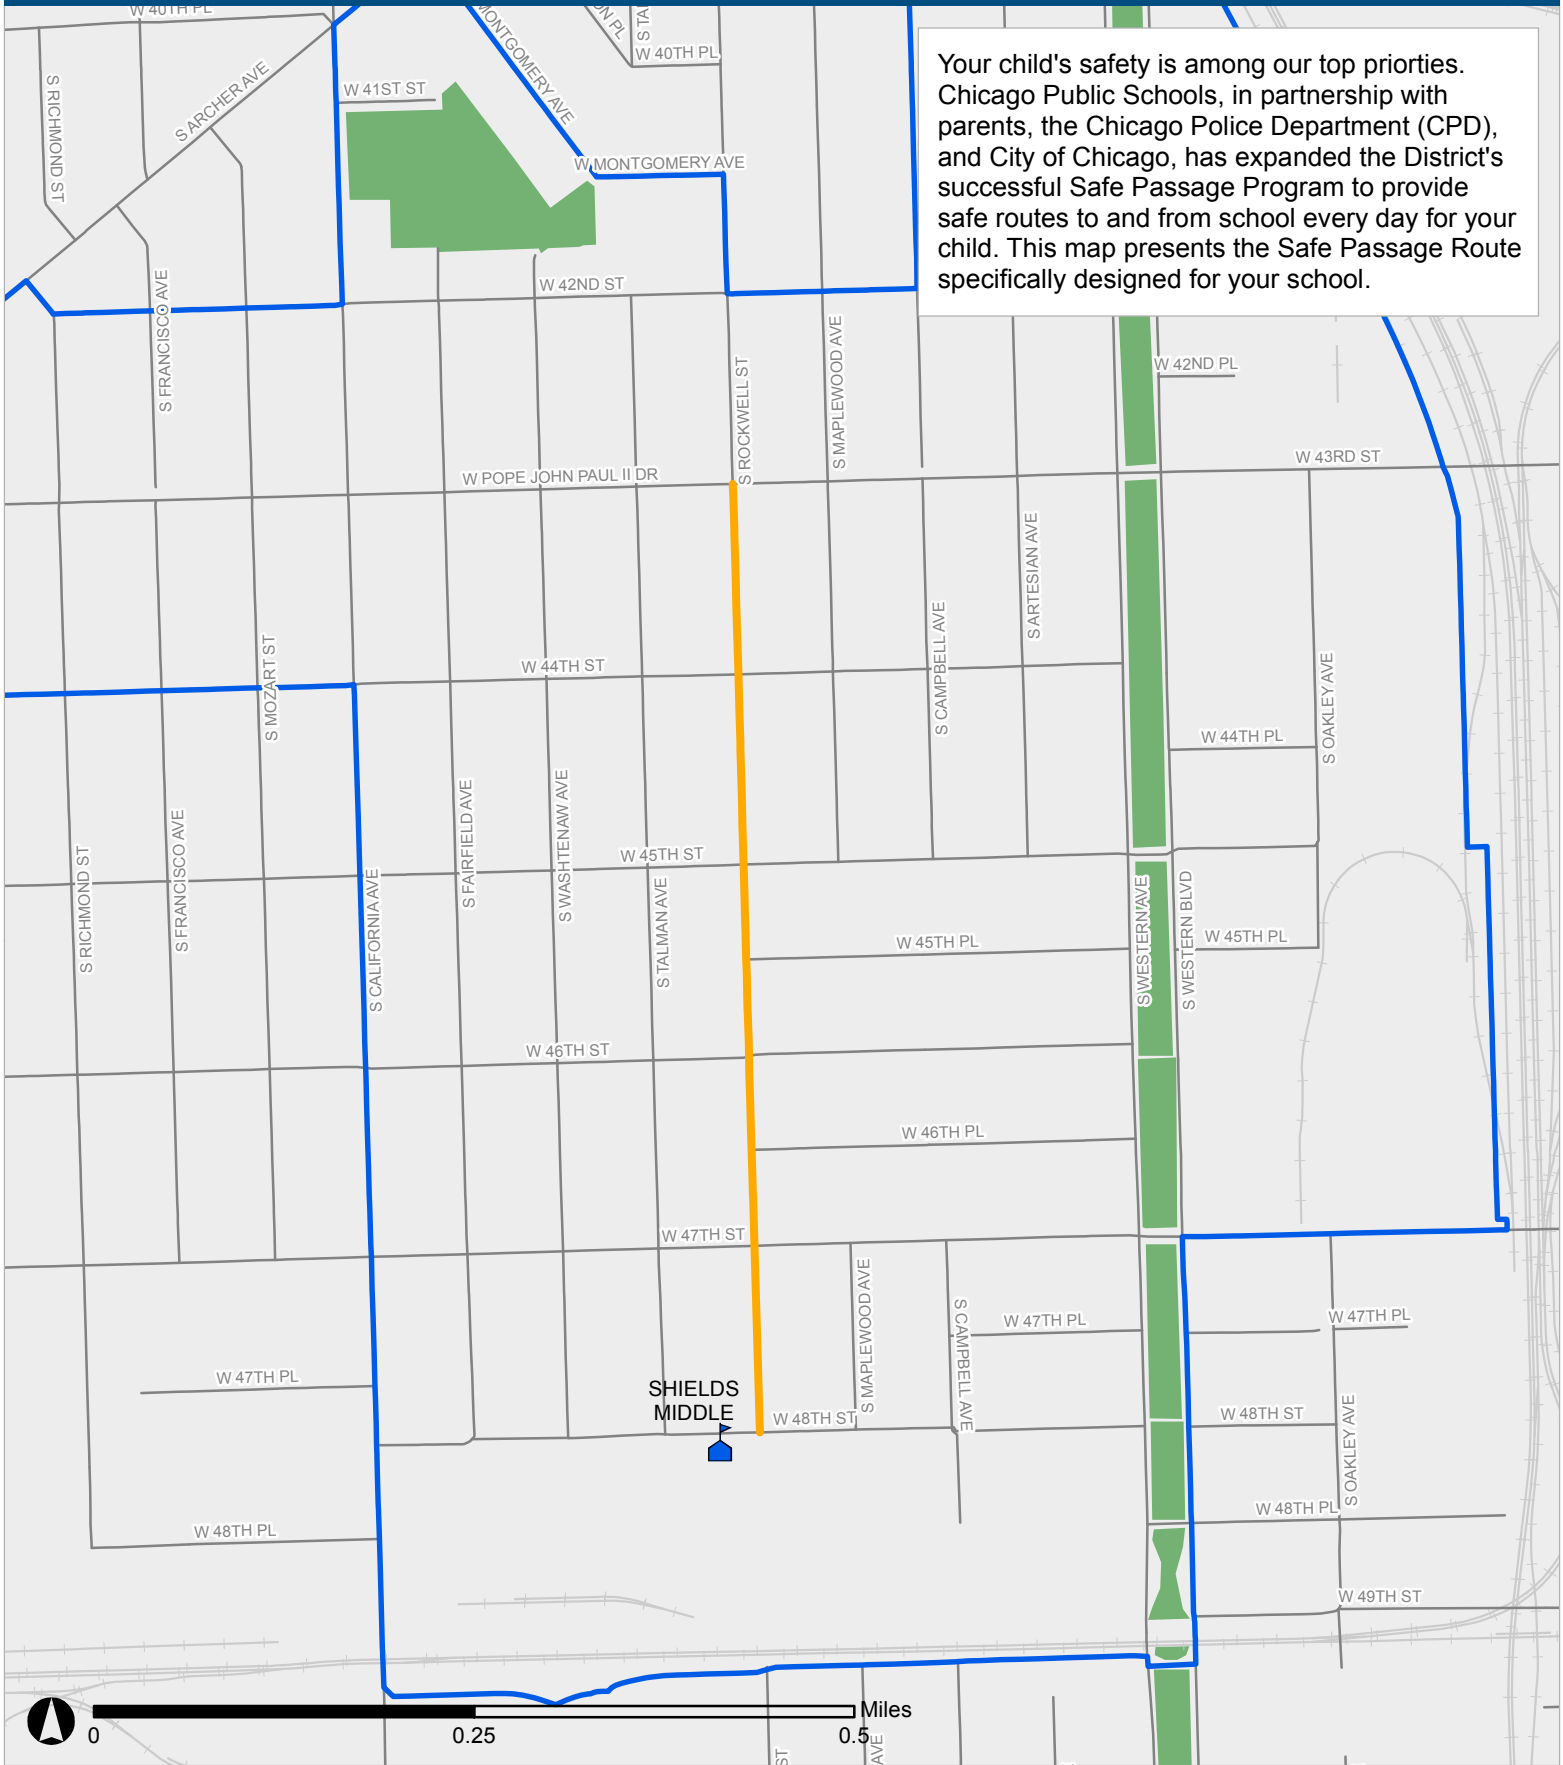 W 40TH PL
S RICHMOND ST
S ARCHER AVE
W 41ST ST
MONTGOMERY AVE
ON PL
S TA
W 40TH PL
W MONTGOMERY AVE
Your child's safety is among our top priorties.
Chicago Public Schools, in partnership with
parents, the Chicago Police Department (CPD),
and City of Chicago, has expanded the District's
successful Safe Passage Program to provide
safe routes to and from school every day for your
child. This map presents the Safe Passage Route
specifically designed for your school.
S FRANCISCO AVE
W 42ND ST
S ROCKWELL ST
S MAPLEWOOD AVE
W 42ND PL
W POPE JOHN PAUL II DR
W 43RD ST
S MOZART ST
W 44TH ST
S CAMPBELL AVE
S ARTESIAN AVE
S OAKLEY AVE
W 44TH PL
S RICHMOND ST
S FRANCISCO AVE
S CALIFORNIA AVE
S FAIRFIELD AVE
S WASHTENAW AVE
W 45TH ST
S TALMAN AVE
W 45TH PL
S WESTERN AVE
S WESTERN BLVD
W 45TH PL
W 46TH ST
W 46TH PL
W 47TH ST
S MAPLEWOOD AVE
S CAMPBELL AVE
W 47TH PL
W 47TH PL
W 47TH PL
SHIELDS
MIDDLE
W 48TH ST
W 48TH ST
S OAKLEY AVE
W 48TH PL
W 48TH PL
W 49TH ST
Miles
0
0.25
0.5
ST
AVE